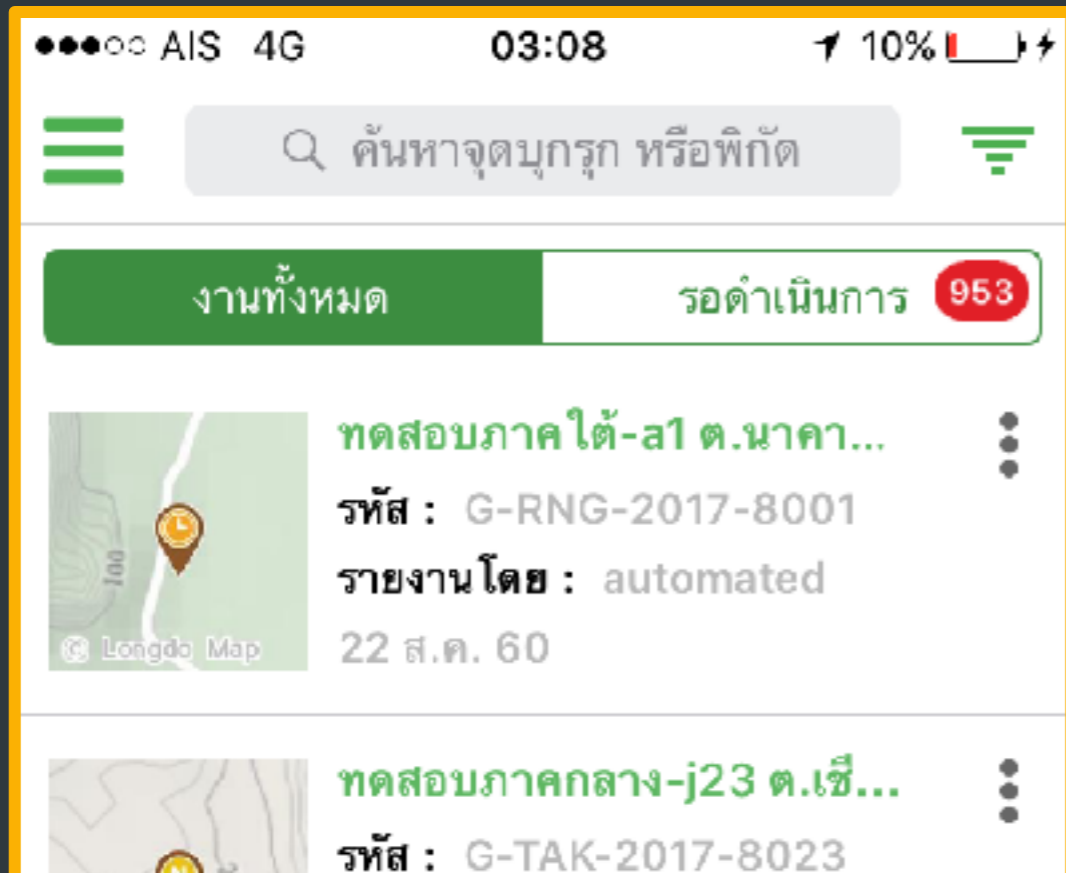 AIS 4G 03:08 10%
ค้นหาจุดบุกรุก หรือพิกัด
งานทั้งหมด รอดำเนินการ 953
ทดสอบภาคใต้-a1 ต.นาคา...
รหัส : G-RNG-2017-8001
รายงานโดย : automated
22 ส.ค. 60
100
© Longdo Map
ทดสอบภาคกลาง-j23 ต.เชี...
รหัส : G-TAK-2017-8023
N